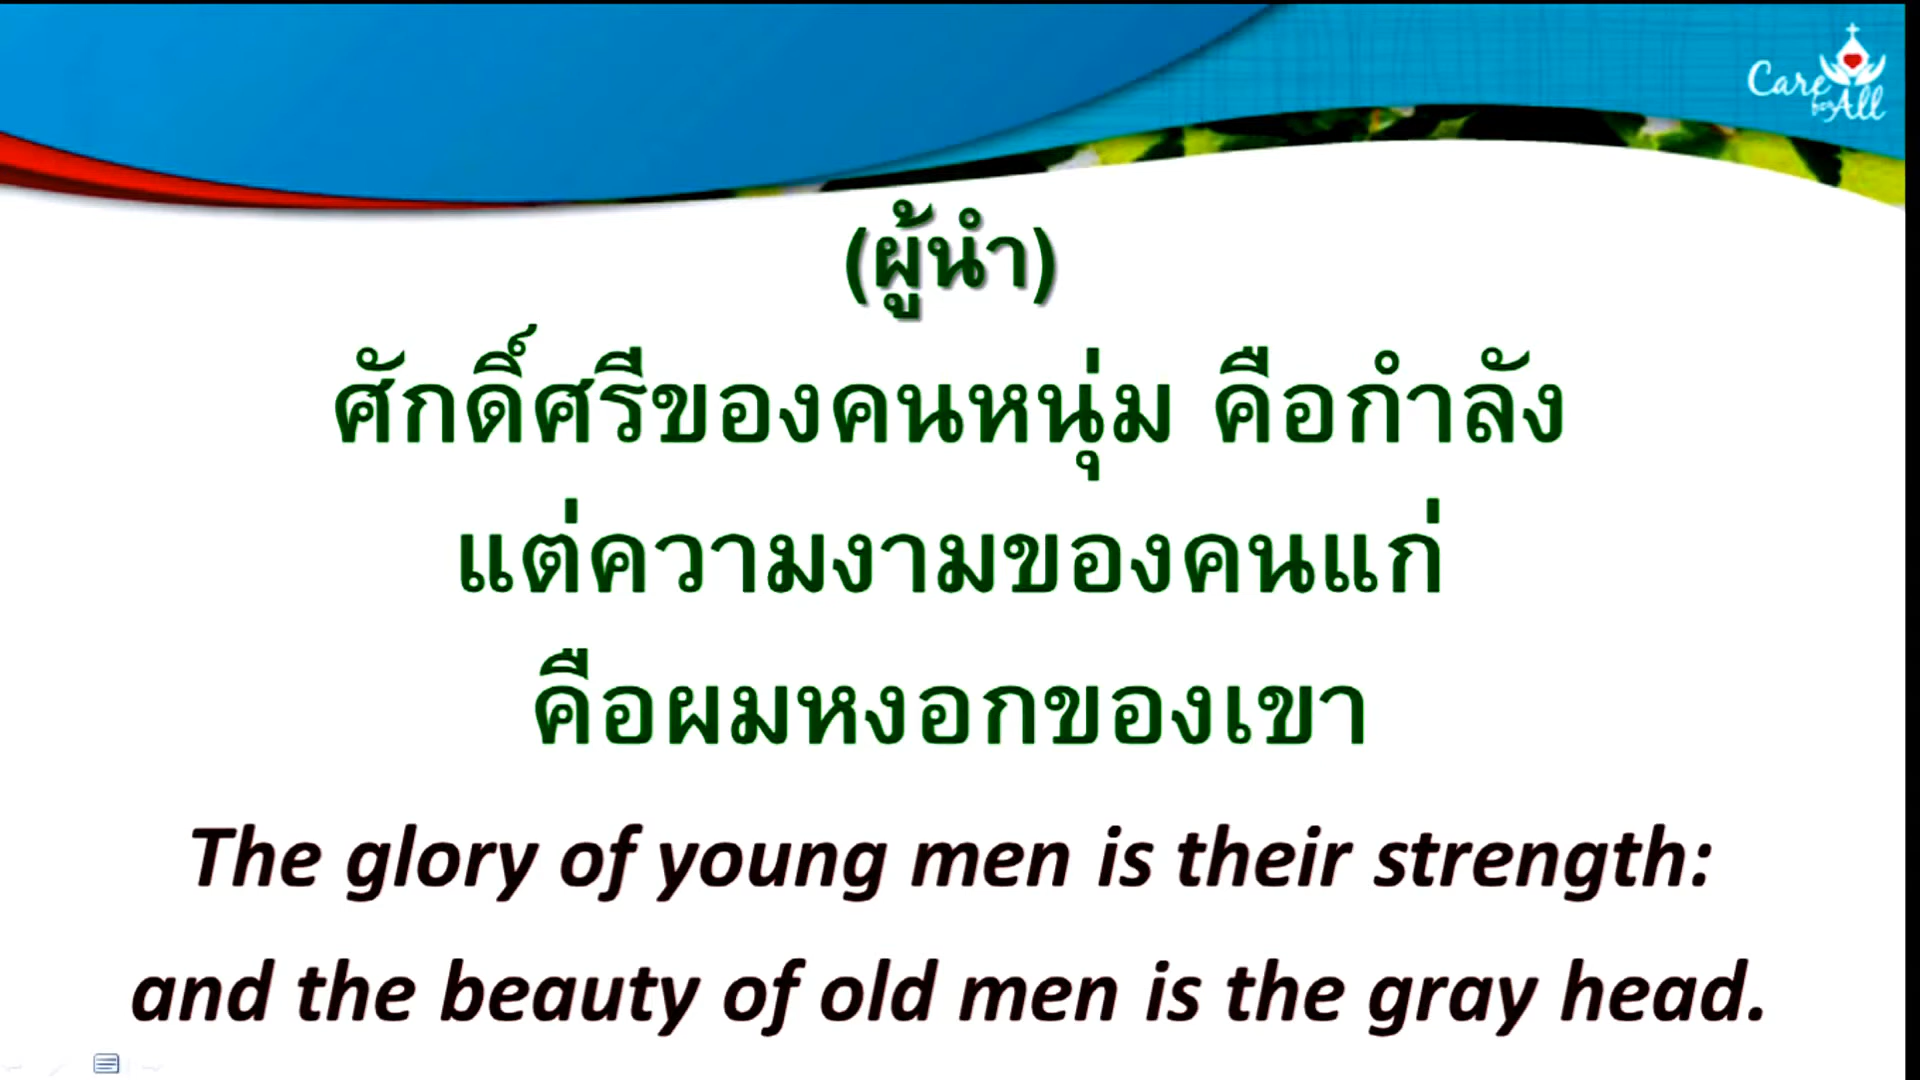 Care
for All
(ผู้นำ)
ศักดิ์ศรีของคนหนุ่ม คือกำลัง
แต่ความงามของคนแก่
คือผมหงอกของเขา
The glory of young men is their strength:
and the beauty of old men is the gray head.